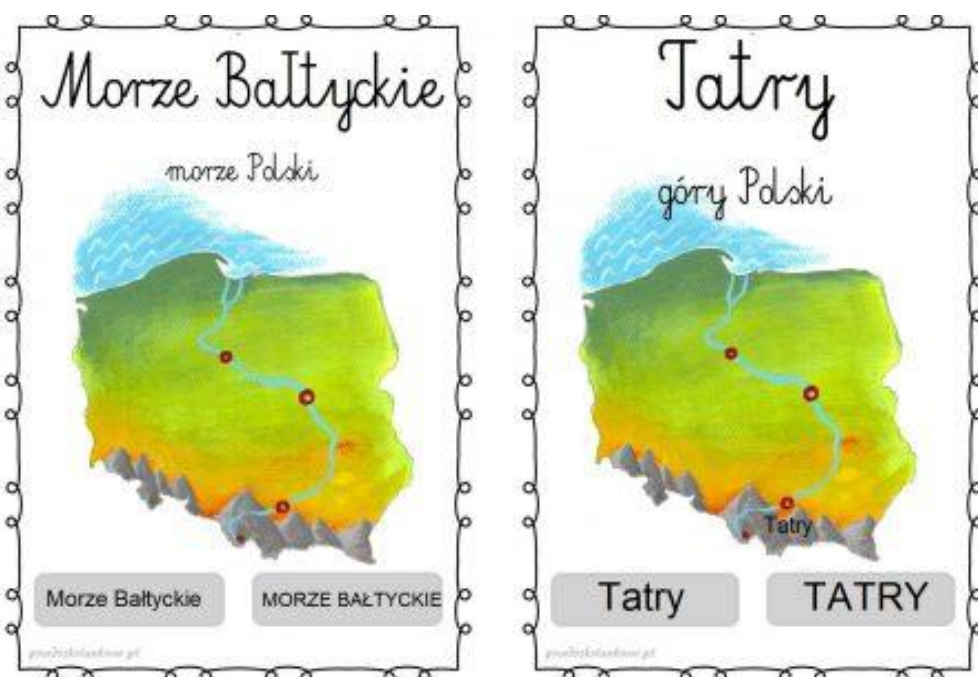 Morze Bałtyckie
morze Polski
Morze Bałtyckie
MORZE BAŁTYCKIE
Tatry
góry Polski
Tatry
Tatry
TATRY